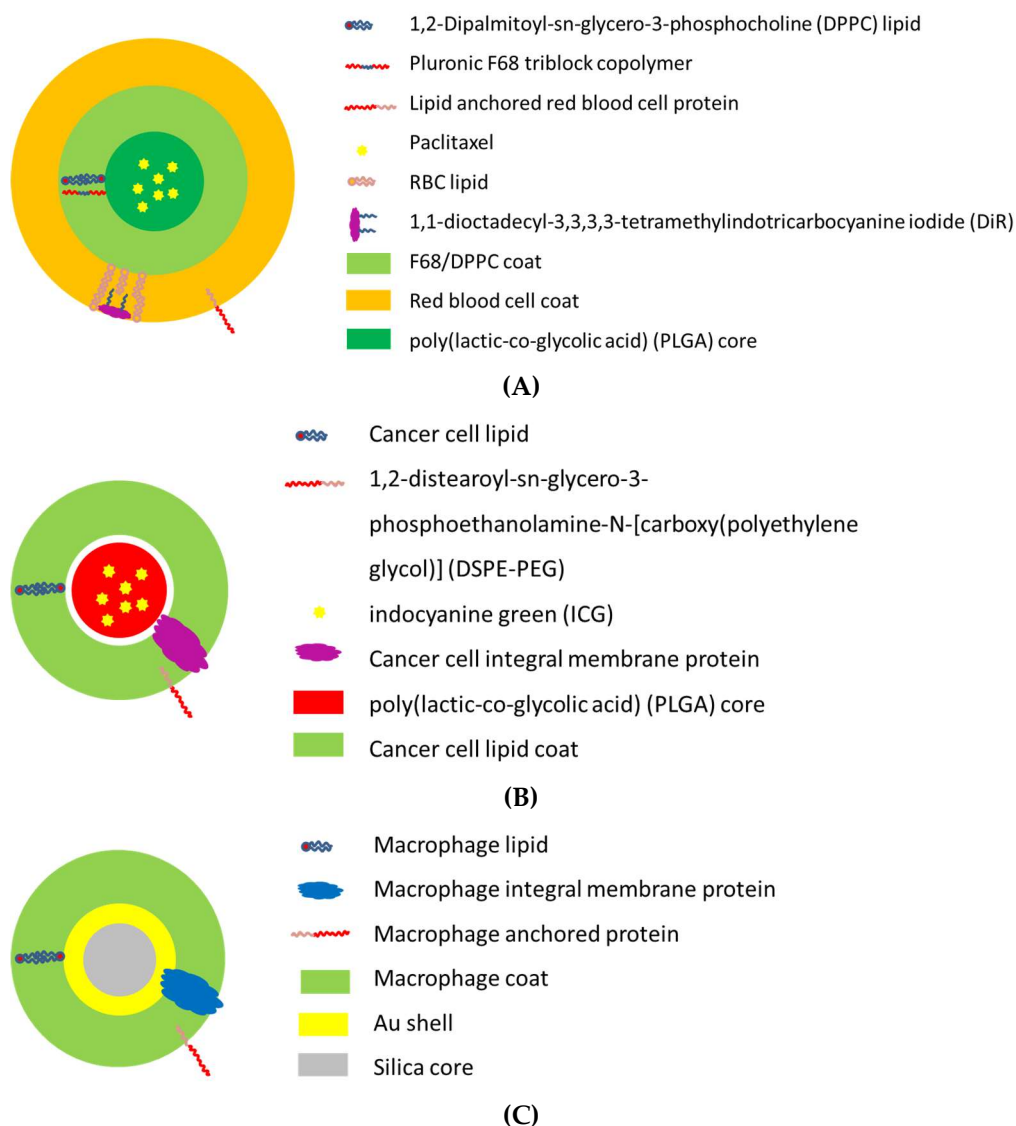 1,2-Dipalmitoyl-sn-glycero-3-phosphocholine (DPPC) lipid
Pluronic F68 triblock copolymer
Lipid anchored red blood cell protein
Paclitaxel
RBC lipid
1,1-dioctadecyl-3,3,3,3-tetramethylindotricarbocyanine iodide (DiR)
F68/DPPC coat
Red blood cell coat
poly(lactic-co-glycolic acid) (PLGA) core
(A)
Cancer cell lipid
1,2-distearoyl-sn-glycero-3-
phosphoethanolamine-N-[carboxy(polyethylene
glycol)] (DSPE-PEG)
indocyanine green (ICG)
Cancer cell integral membrane protein
poly(lactic-co-glycolic acid) (PLGA) core
Cancer cell lipid coat
(B)
Macrophage lipid
Macrophage integral membrane protein
Macrophage anchored protein
Macrophage coat
Au shell
Silica core
(C)